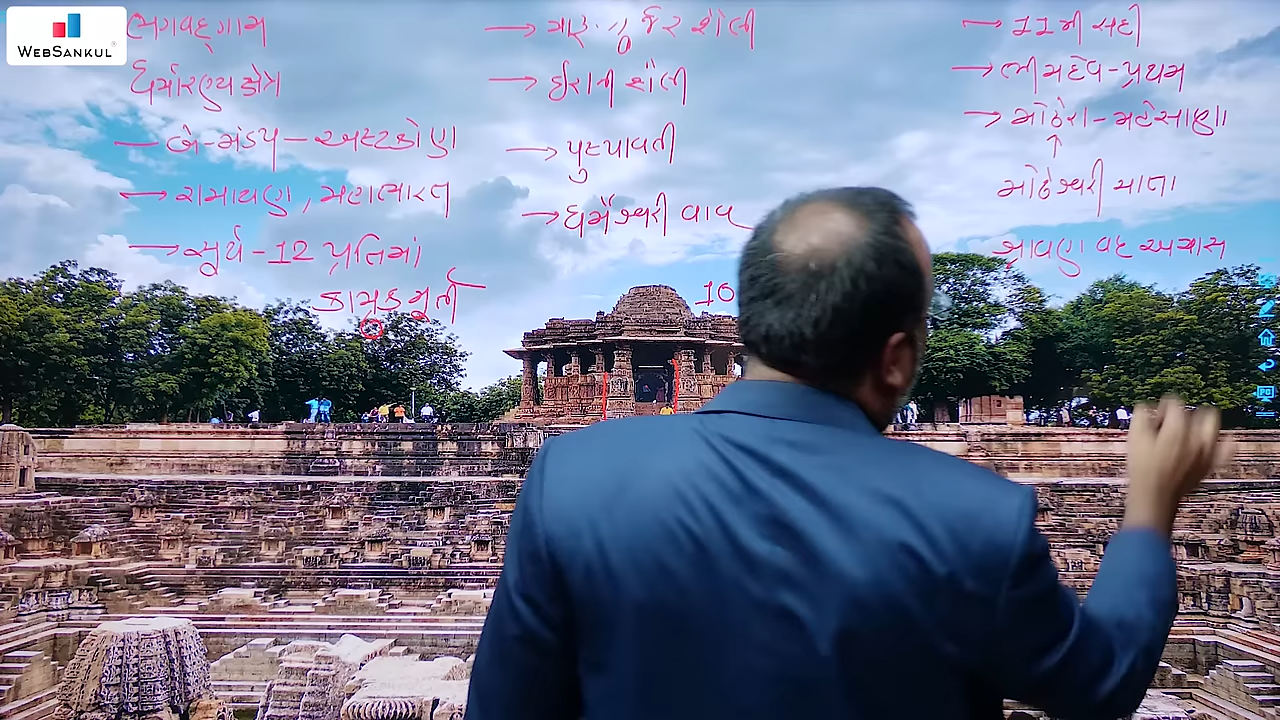 WEBSANKUL
ભગવદ્ ગામ
ધર્મારણ્ય ક્ષેત્ર
બે-મંડપ - અષ્ટકોણ
રામાયણ, મહાભારત
સૂર્ય-12 પ્રતિમાં
કામુકમુર્તી
મારુ ગુર્જર શૈલી
ઈરાની શૈલી
પુષ્પાવતી
ધર્મેશ્વરી વાવ
10
11મી સદી
ભીમદેવ-પ્રથમ
મોઢેરા-મહેસાણા
મોઢેશ્વરી માતા
શ્રાવણ વદ અમાસ